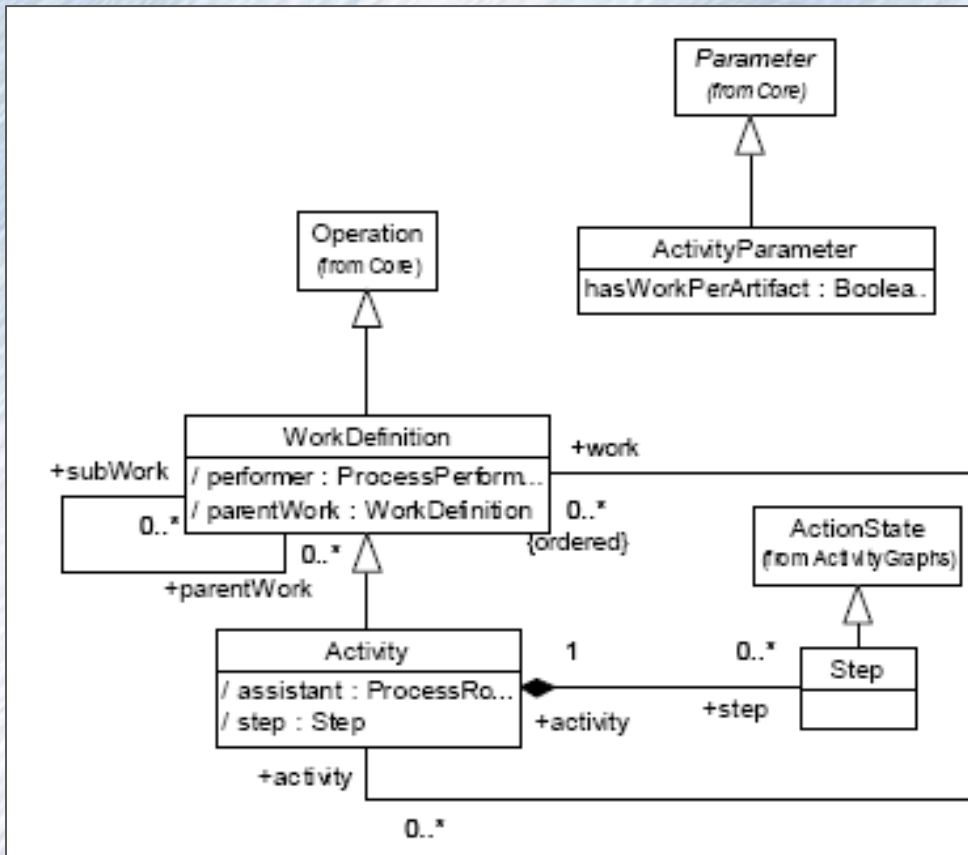 Parameter
(from Core)
Operation
(from Core)
ActivityParameter
hasWorkPerArtifact : Boolea..
WorkDefinition
/ performer : ProcessPerform...
/ parentWork : WorkDefinition
+subWork
0..*
0..*
+parentWork
+work
0..*
{ordered}
ActionState
(from ActivityGraphs)
Activity
/ assistant : ProcessRo...
/ step : Step
1
0..*
+activity
+step
Step
+activity
0..*